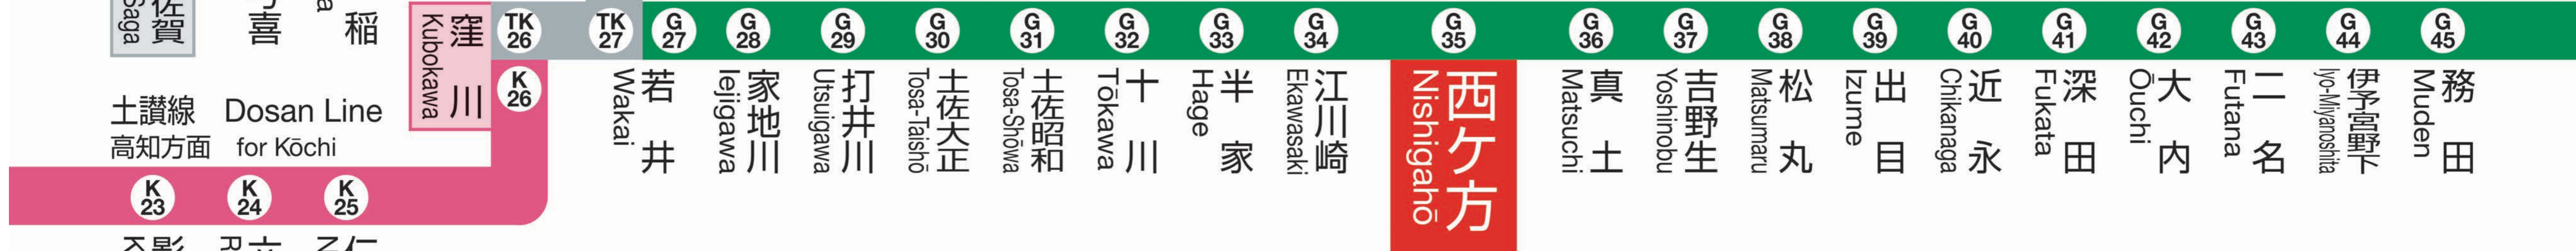 佐賀
Saga
喜
稲
a
窪川
Kubokawa
TK
26
K
26
TK
27
G
27
若井
Wakai
G
28
家地川
Iejigawa
G
29
打井川
Utsuigawa
G
30
土佐大正
Tosa-Taishō
G
31
土佐昭和
Tosa-Shōwa
G
32
十川
Tōkawa
G
33
半家
Hage
G
34
江川崎
Ekawasaki
G
35
西ケ方
Nishigahō
G
36
真土
Matsuchi
G
37
吉野生
Yoshinobu
G
38
松丸
Matsumaru
G
39
出目
Izume
G
40
近永
Chikanaga
G
41
深田
Fukata
G
42
大内
Ōuchi
G
43
二名
Futana
G
44
伊予宮野下
Iyo-Miyanoshita
G
45
務田
Muden
土讃線 Dosan Line
高知方面 for Kōchi
K
23
K
24
K
25
影
K
六
R
仁
N